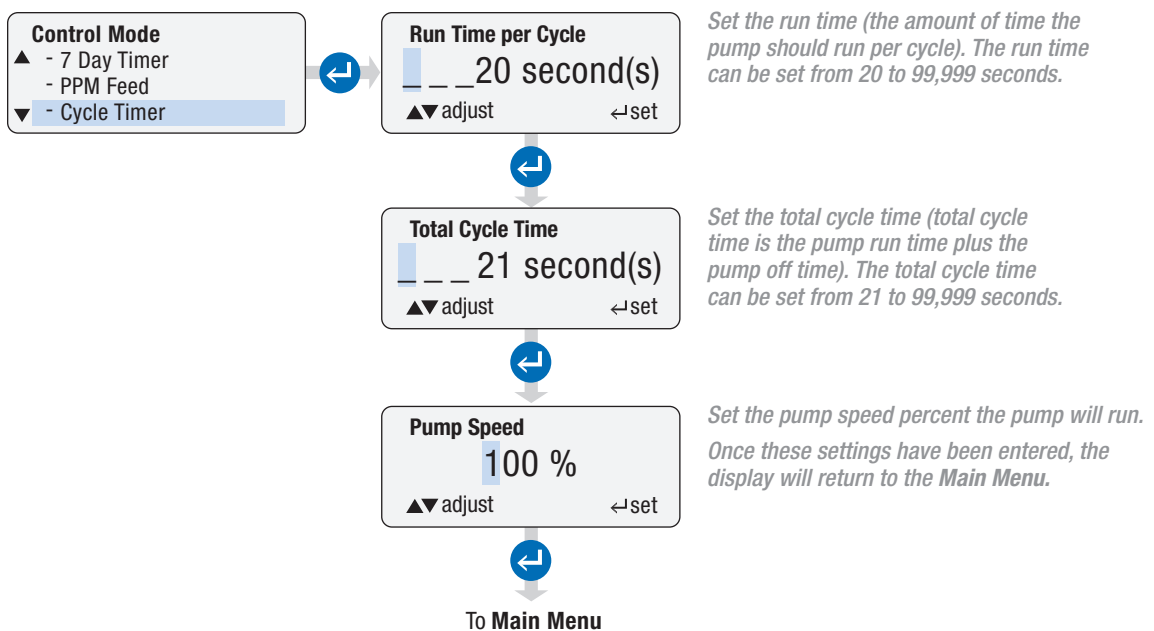 Control Mode
▲ - 7 Day Timer
- PPM Feed
▼ - Cycle Timer
Run Time per Cycle
_ _ _20 second(s)
▲▼ adjust ↵set
Set the run time (the amount of time the
pump should run per cycle). The run time
can be set from 20 to 99,999 seconds.
Total Cycle Time
_ _ _ 21 second(s)
▲▼ adjust ↵set
Set the total cycle time (total cycle
time is the pump run time plus the
pump off time). The total cycle time
can be set from 21 to 99,999 seconds.
Pump Speed
100 %
▲▼ adjust ↵set
Set the pump speed percent the pump will run.
Once these settings have been entered, the
display will return to the Main Menu.
To Main Menu